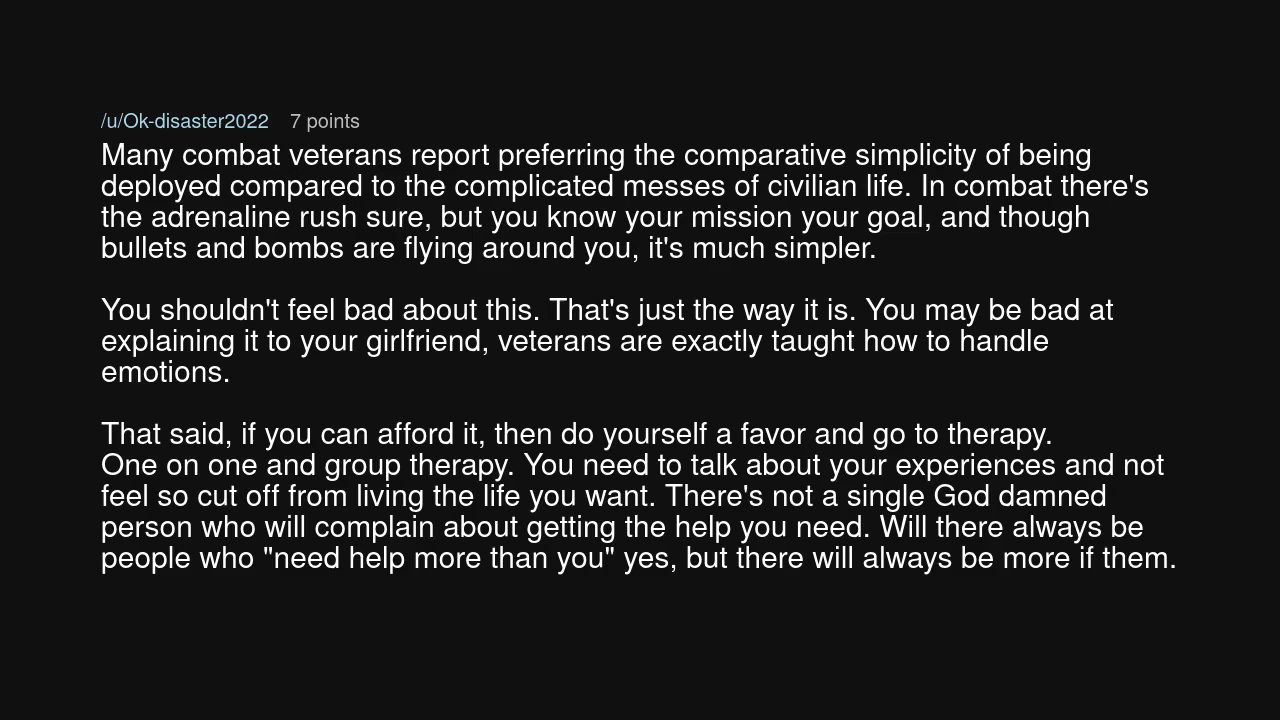 /u/Ok-disaster2022 7 points
Many combat veterans report preferring the comparative simplicity of being
deployed compared to the complicated messes of civilian life. In combat there's
the adrenaline rush sure, but you know your mission your goal, and though
bullets and bombs are flying around you, it's much simpler.
You shouldn't feel bad about this. That's just the way it is. You may be bad at
explaining it to your girlfriend, veterans are exactly taught how to handle
emotions.
That said, if you can afford it, then do yourself a favor and go to therapy.
One on one and group therapy. You need to talk about your experiences and not
feel so cut off from living the life you want. There's not a single God damned
person who will complain about getting the help you need. Will there always be
people who "need help more than you" yes, but there will always be more if them.